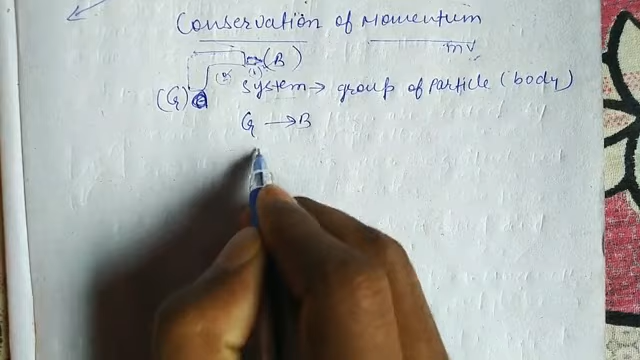 Conservation of Momentum
mv
(B)
(G)
System → group of particle (body)
G → B